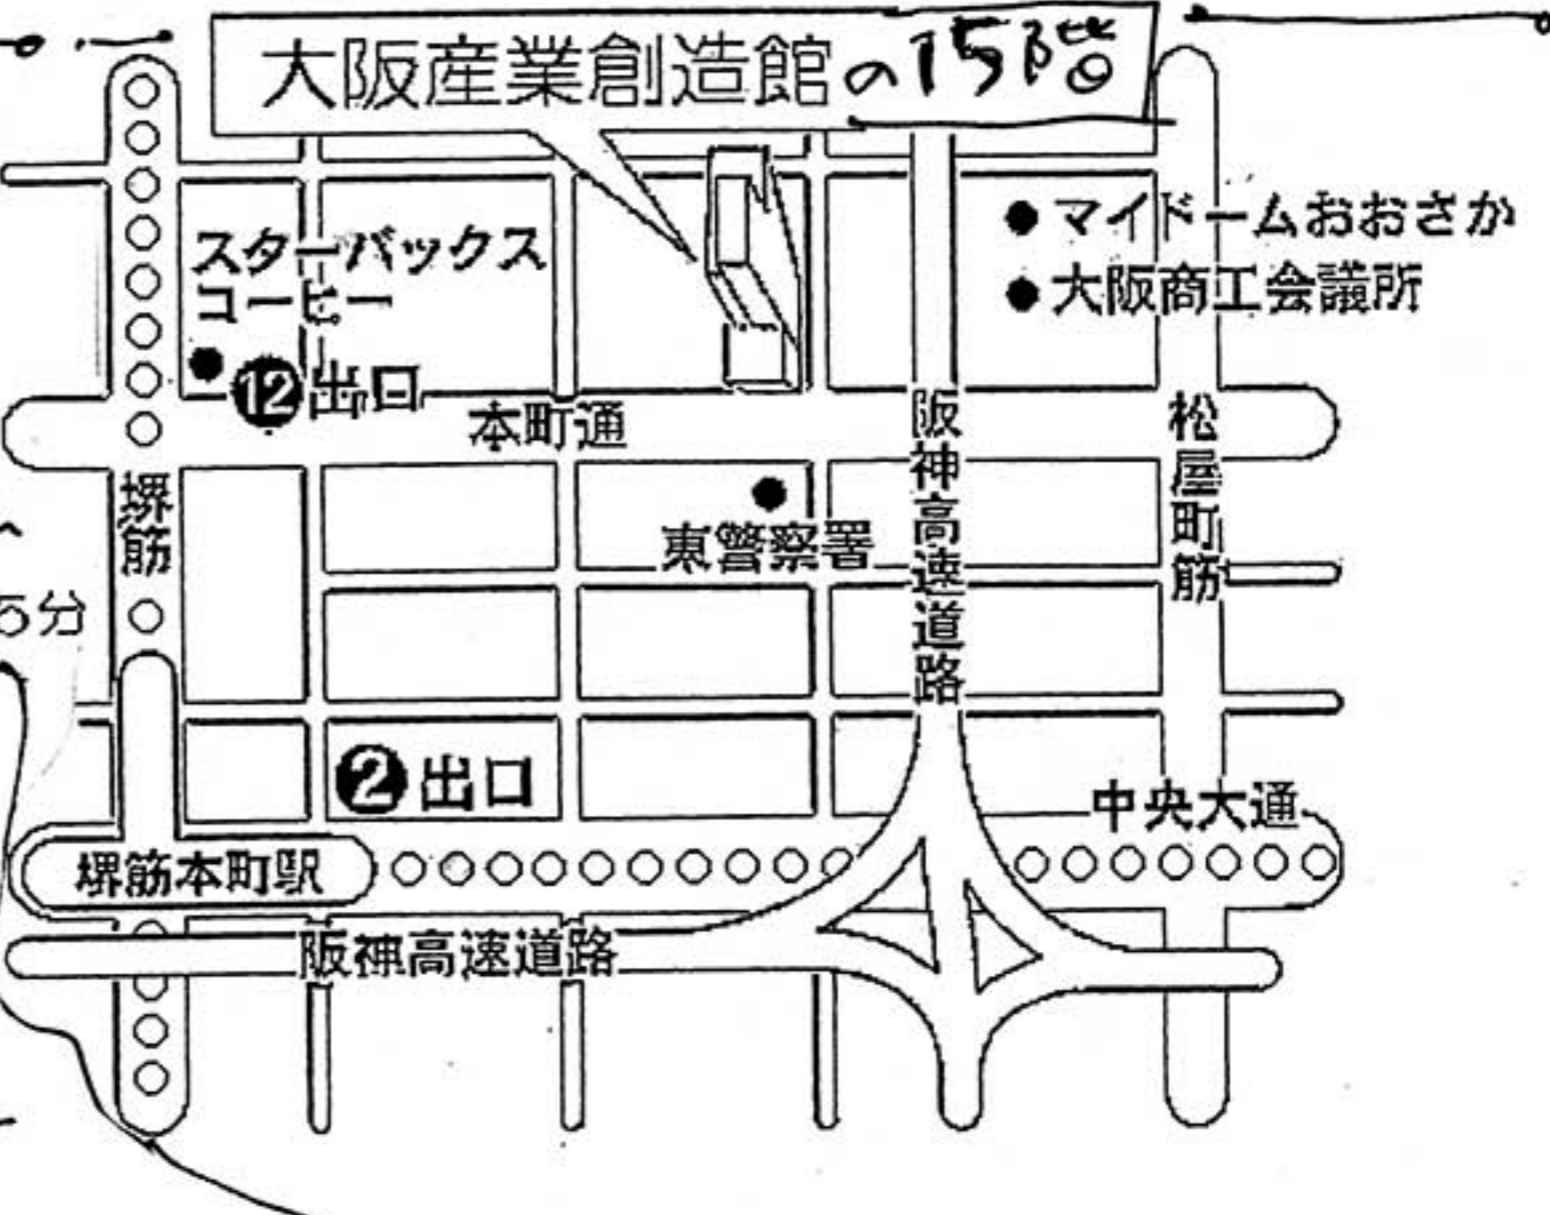 大阪産業創造館の15階
スターバックス
コーヒー
⓬出口
マイドームおおさか
大阪商工会議所
本町通
堺筋
東警察署
阪神高速道路
松屋町筋
5分
❷出口
中央大通
堺筋本町駅
阪神高速道路